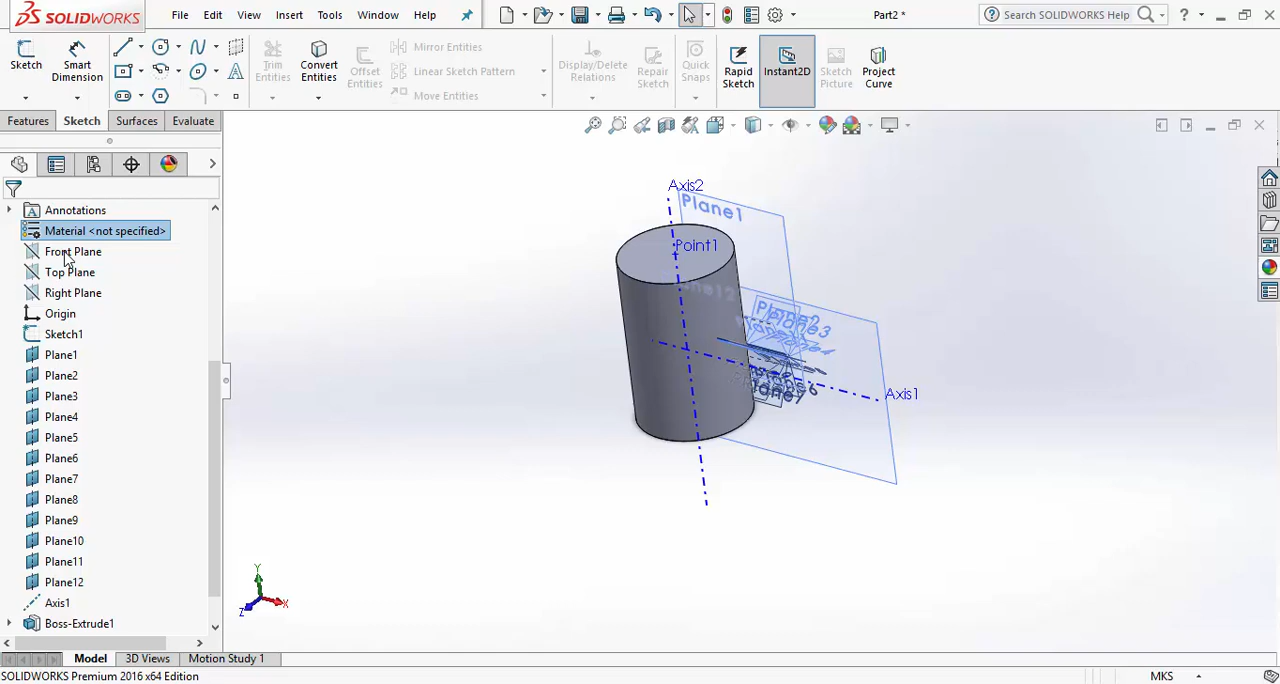 SOLIDWORKS
File Edit View Insert Tools Window Help
Part2 *
Search SOLIDWORKS Help
Sketch
Smart Dimension
Trim Entities
Convert Entities
Offset Entities
Mirror Entities
Linear Sketch Pattern
Move Entities
Display/Delete Relations
Repair Sketch
Quick Snaps
Rapid Sketch
Instant2D
Sketch Picture
Project Curve
Features Sketch Surfaces Evaluate
Annotations
Material <not specified>
Front Plane
Top Plane
Right Plane
Origin
Sketch1
Plane1
Plane2
Plane3
Plane4
Plane5
Plane6
Plane7
Plane8
Plane9
Plane10
Plane11
Plane12
Axis1
Boss-Extrude1
Axis2
Plane1
Point1
Plane3
Axis1
Y
Z
X
Model 3D Views Motion Study 1
SOLIDWORKS Premium 2016 x64 Edition
MKS